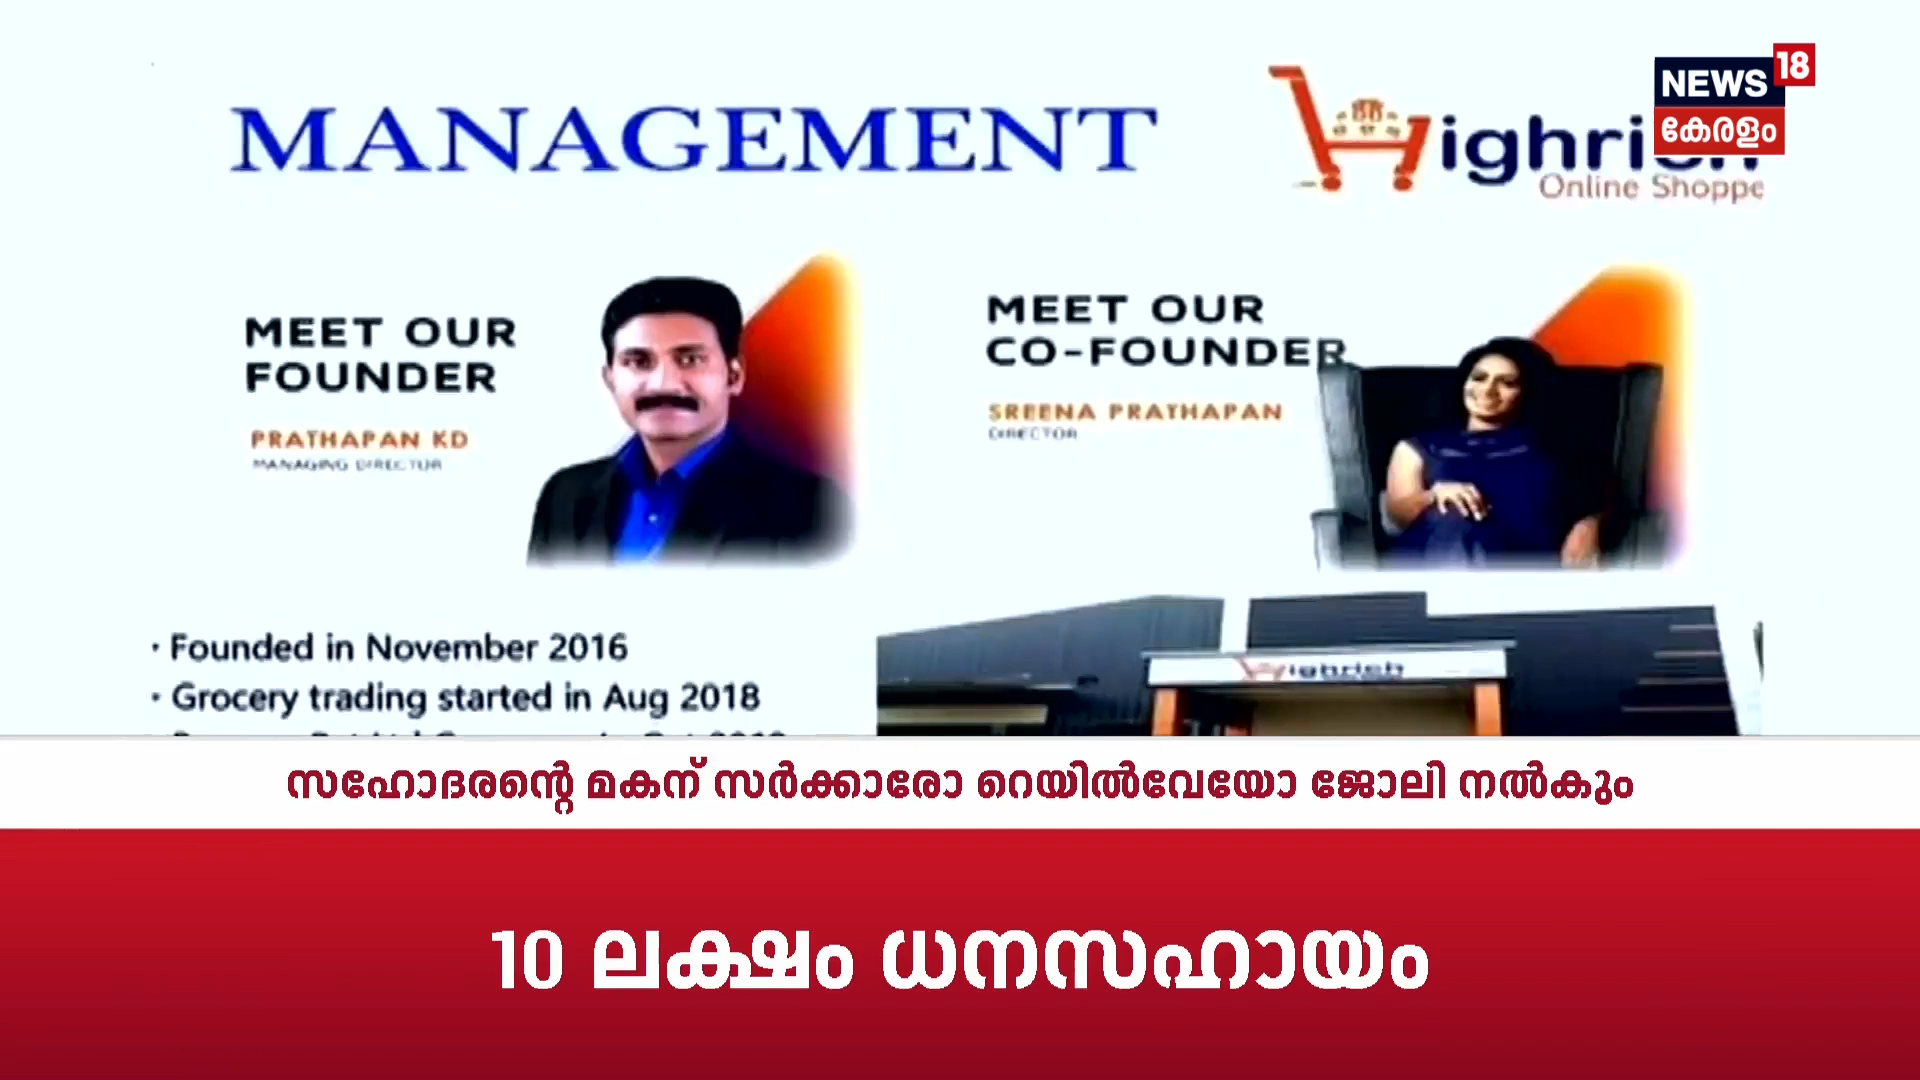 MANAGEMENT
Highrich
Online Shoppe
NEWS 18
കേരളം
MEET OUR
FOUNDER
PRATHAPAN KD
MANAGING DIRECTOR
MEET OUR
CO-FOUNDER
SREENA PRATHAPAN
DIRECTOR
· Founded in November 2016
· Grocery trading started in Aug 2018
Highrich
സഹോദരന്റെ മകന് സർക്കാരോ റെയിൽവേയോ ജോലി നൽകും
10 ലക്ഷം ധനസഹായം